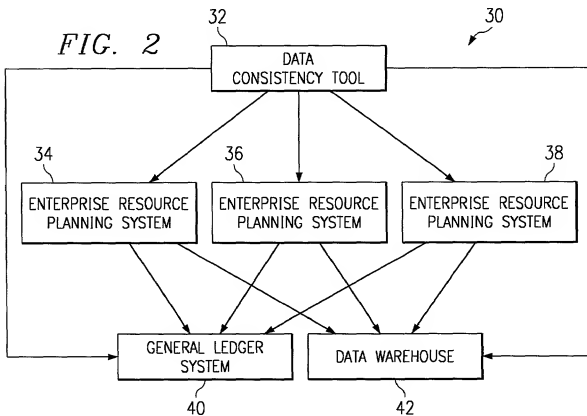 FIG. 2
32
30
DATA
CONSISTENCY TOOL
34
36
38
ENTERPRISE RESOURCE
PLANNING SYSTEM
ENTERPRISE RESOURCE
PLANNING SYSTEM
ENTERPRISE RESOURCE
PLANNING SYSTEM
GENERAL LEDGER
SYSTEM
DATA WAREHOUSE
40
42